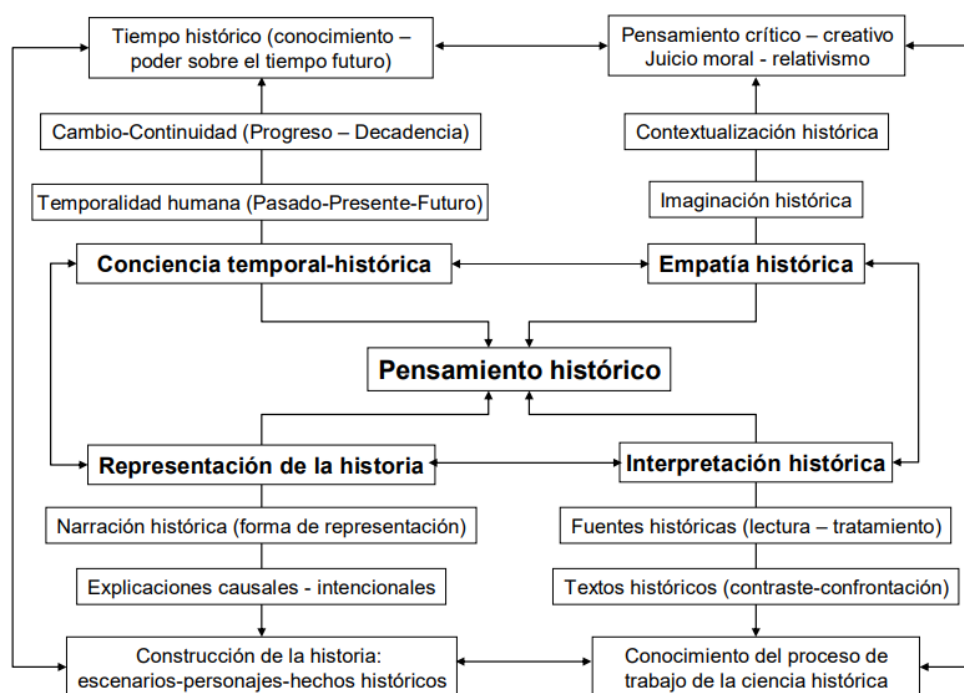 Tiempo histórico (conocimiento –
poder sobre el tiempo futuro)
Pensamiento crítico – creativo
Juicio moral - relativismo
Cambio-Continuidad (Progreso – Decadencia)
Contextualización histórica
Temporalidad humana (Pasado-Presente-Futuro)
Imaginación histórica
Conciencia temporal-histórica
Empatía histórica
Pensamiento histórico
Representación de la historia
Interpretación histórica
Narración histórica (forma de representación)
Fuentes históricas (lectura – tratamiento)
Explicaciones causales - intencionales
Textos históricos (contraste-confrontación)
Construcción de la historia:
escenarios-personajes-hechos históricos
Conocimiento del proceso de
trabajo de la ciencia histórica